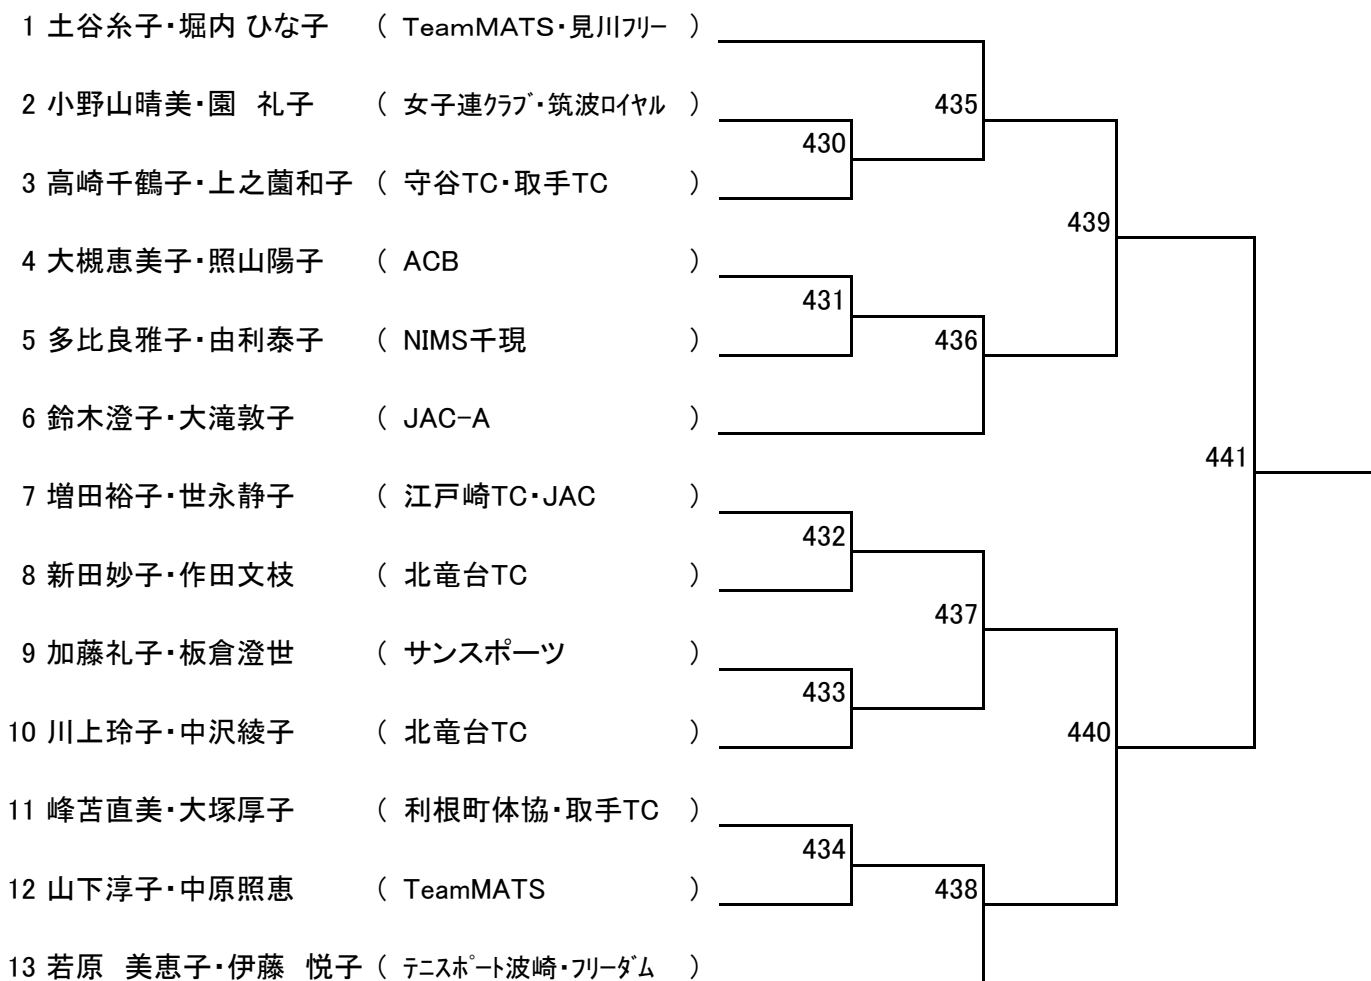 1 土谷糸子・堀内 ひな子 ( TeamMATS・見川フリー )
435
2 小野山晴美・園 礼子 ( 女子連クラブ・筑波ロイヤル )
430
3 高崎千鶴子・上之薗和子 ( 守谷TC・取手TC )
439
4 大槻恵美子・照山陽子 ( ACB )
431
5 多比良雅子・由利泰子 ( NIMS千現 )
436
6 鈴木澄子・大滝敦子 ( JAC-A )
441
7 増田裕子・世永静子 ( 江戸崎TC・JAC )
432
8 新田妙子・作田文枝 ( 北竜台TC )
437
9 加藤礼子・板倉澄世 ( サンスポーツ )
433
10 川上玲子・中沢綾子 ( 北竜台TC )
440
11 峰苫直美・大塚厚子 ( 利根町体協・取手TC )
434
12 山下淳子・中原照恵 ( TeamMATS )
438
13 若原 美恵子・伊藤 悦子 ( テニスポート波崎・フリーダム )